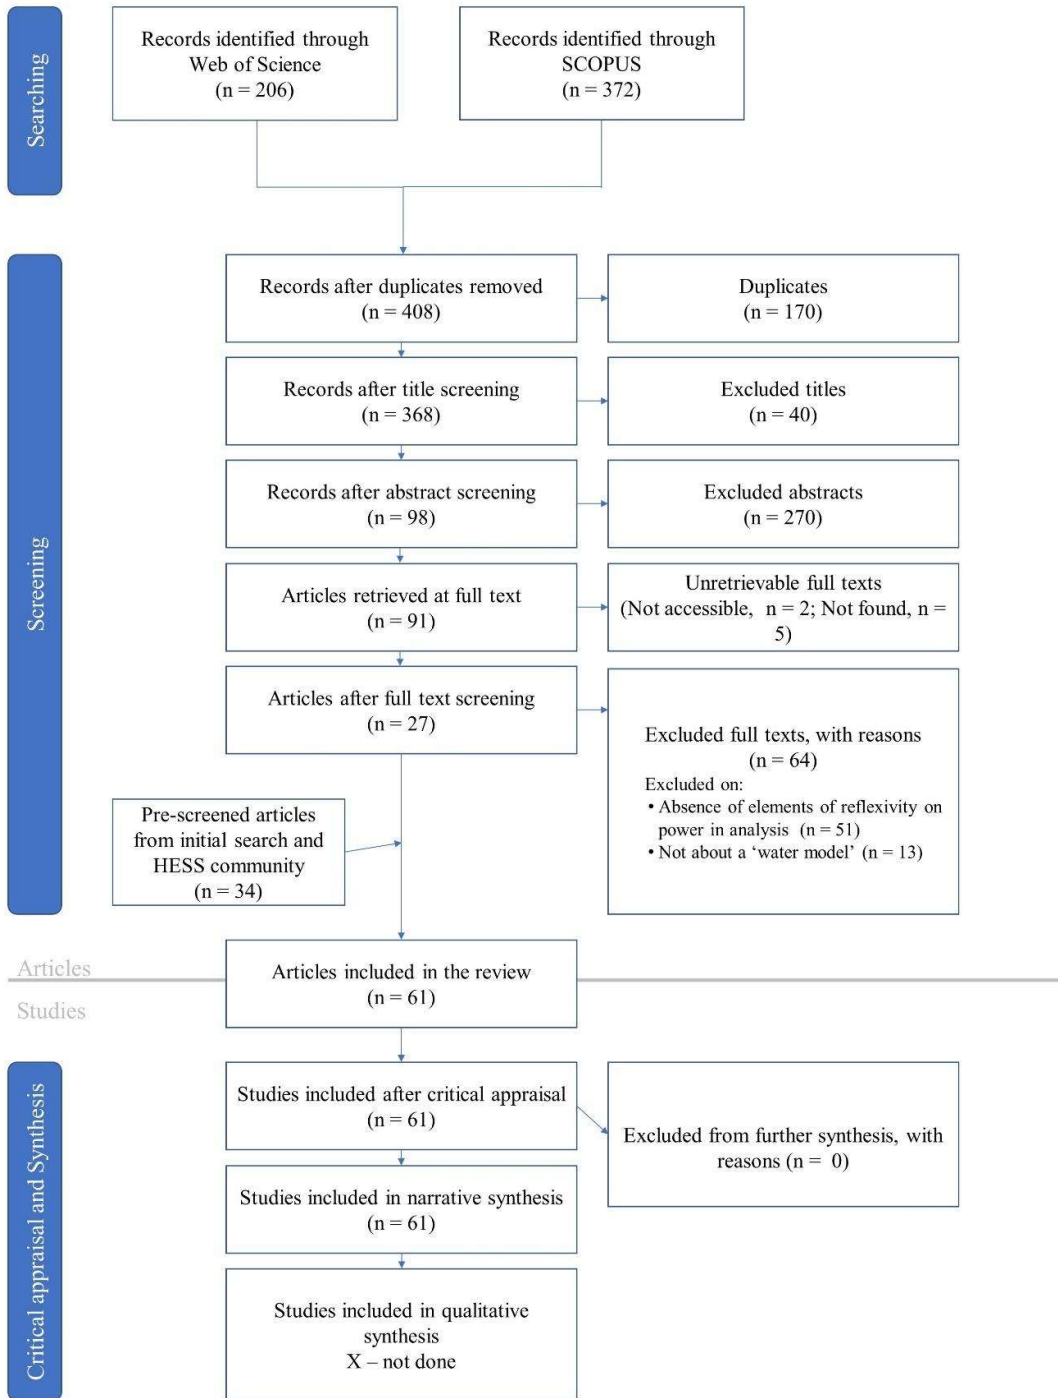 Searching
Records identified through
Web of Science
(n = 206)
Records identified through
SCOPUS
(n = 372)
Screening
Records after duplicates removed
(n = 408)
Duplicates
(n = 170)
Records after title screening
(n = 368)
Excluded titles
(n = 40)
Records after abstract screening
(n = 98)
Excluded abstracts
(n = 270)
Articles retrieved at full text
(n = 91)
Unretrievable full texts
(Not accessible, n = 2; Not found, n =
5)
Articles after full text screening
(n = 27)
Excluded full texts, with reasons
(n = 64)
Excluded on:
• Absence of elements of reflexivity on
power in analysis (n = 51)
• Not about a ‘water model’ (n = 13)
Pre-screened articles
from initial search and
HESS community
(n = 34)
Articles
Studies
Articles included in the review
(n = 61)
Critical appraisal and Synthesis
Studies included after critical appraisal
(n = 61)
Excluded from further synthesis, with
reasons (n = 0)
Studies included in narrative synthesis
(n = 61)
Studies included in qualitative
synthesis
X – not done